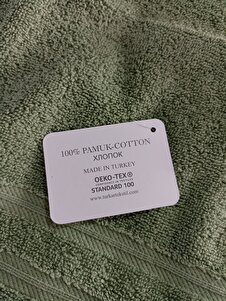 100% PAMUK-COTTON
ХЛОПОК
MADE IN TURKEY
OEKO-TEX®
STANDARD 100